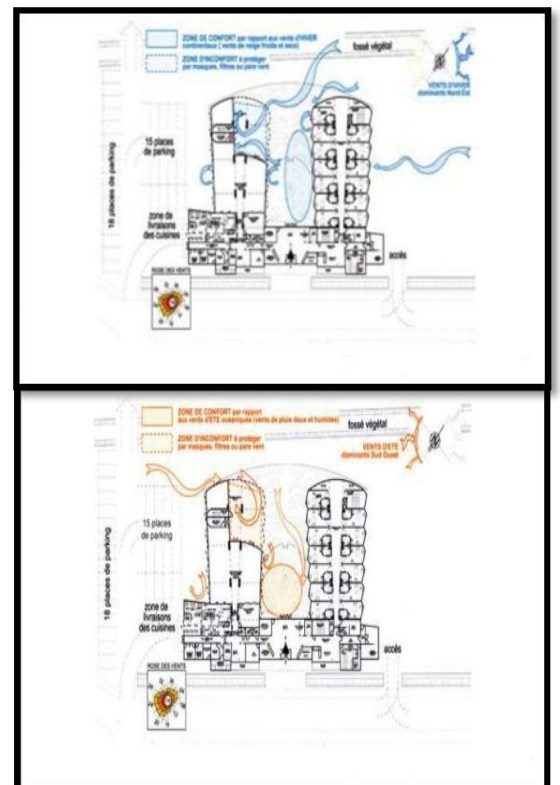 ZONE DE CONFORT par rapport aux vents d'HIVER
continentaux ( vents de neige froids et secs)
ZONE D'INCONFORT à protéger
par masques, filtres ou pare vent
fossé végétal
VENTS D'HIVER
dominants Nord Est
18 places de parking
15 places
de parking
zone de
livraisons
des cuisines
accès
ROSE DES VENTS
ZONE DE CONFORT par rapport
aux vents d'ETE océaniques (vents de pluie doux et humides)
ZONE D'INCONFORT à protéger
par masques, filtres ou pare vent
fossé végétal
VENTS D'ETE
dominants Sud Ouest
18 places de parking
15 places
de parking
zone de
livraisons
des cuisines
accès
ROSE DES VENTS